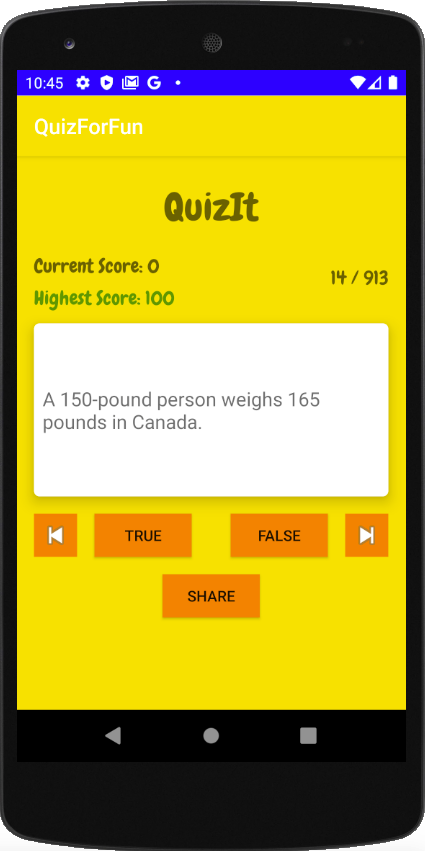 10:45
QuizForFun
QuizIt
Current Score: 0
14 / 913
Highest Score: 100
A 150-pound person weighs 165
pounds in Canada.
TRUE
FALSE
SHARE